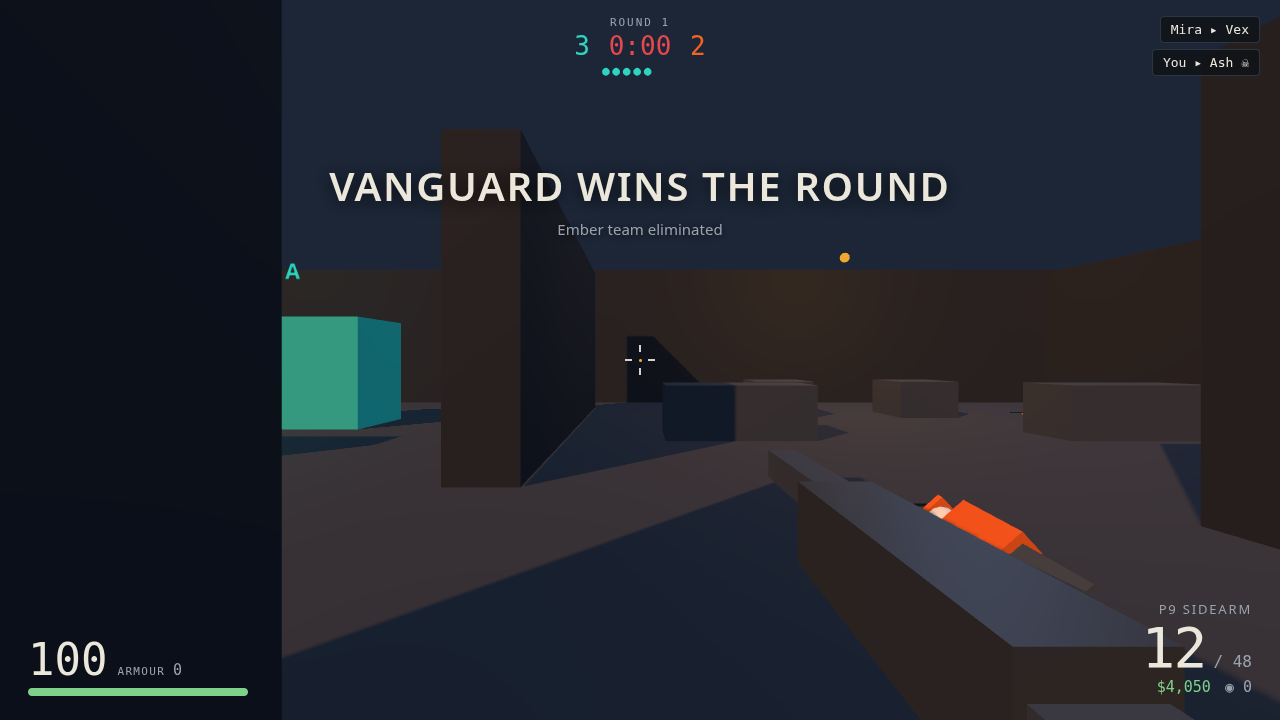 ROUND 1
3 0:00 2
Mira ▸ Vex
You ▸ Ash ☠
VANGUARD WINS THE ROUND
Ember team eliminated
A
100 ARMOUR 0
P9 SIDEARM
12 / 48
$4,050 ◉ 0